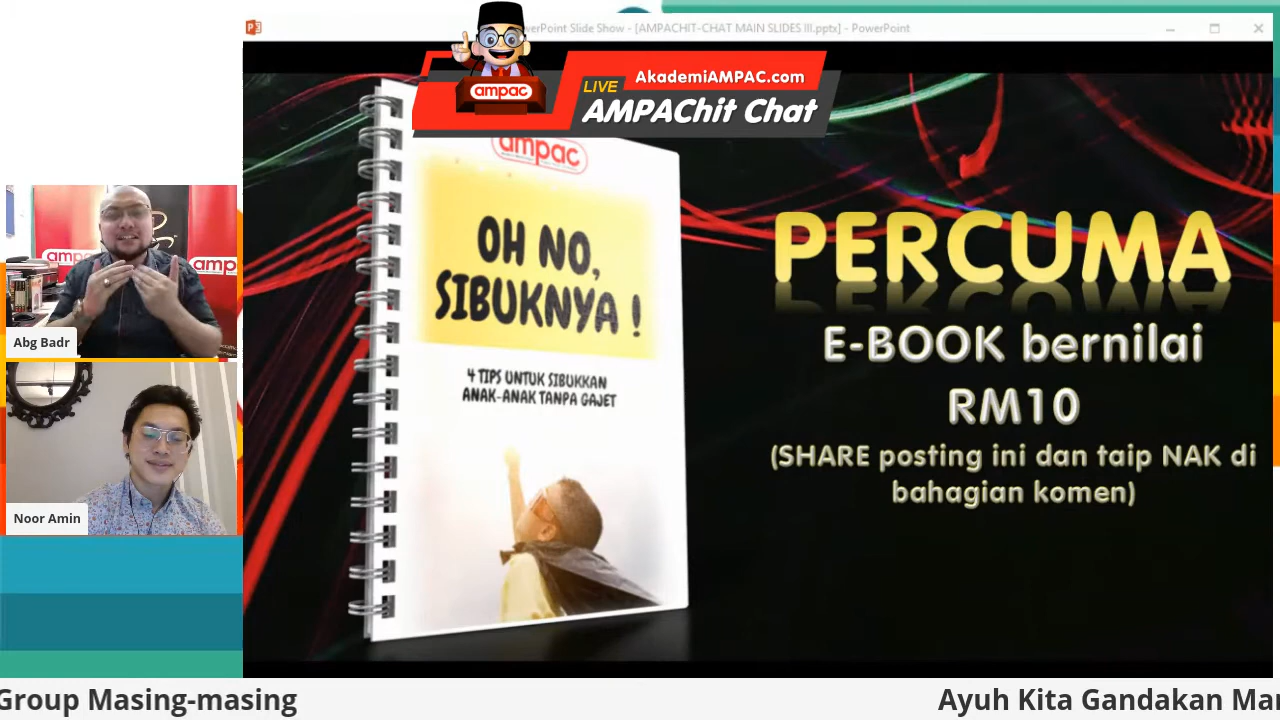 PowerPoint Slide Show - [AMPACHIT-CHAT MAIN SLIDES III.pptx] - PowerPoint
AkademiAMPAC.com
LIVE
AMPAChit Chat
ampac
ampac
OH NO,
SIBUKNYA !
4 TIPS UNTUK SIBUKKAN
ANAK-ANAK TANPA GAJET
PERCUMA
E-BOOK bernilai
RM10
(SHARE posting ini dan taip NAK di
bahagian komen)
Abg Badr
Noor Amin
Group Masing-masing
Ayuh Kita Gandakan